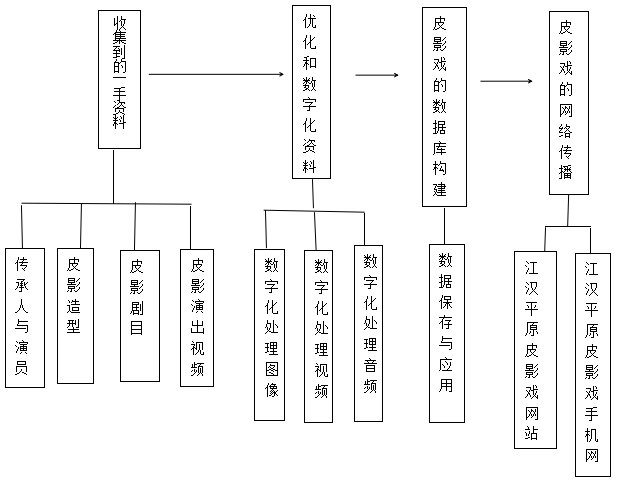 收集到的一手资料
优化和数字化资料
皮影戏的数据库构建
皮影戏的网络传播
传承人与演员
皮影造型
皮影剧目
皮影演出视频
数字化处理图像
数字化处理视频
数字化处理音频
数据保存与应用
江汉平原皮影戏网站
江汉平原皮影戏手机网